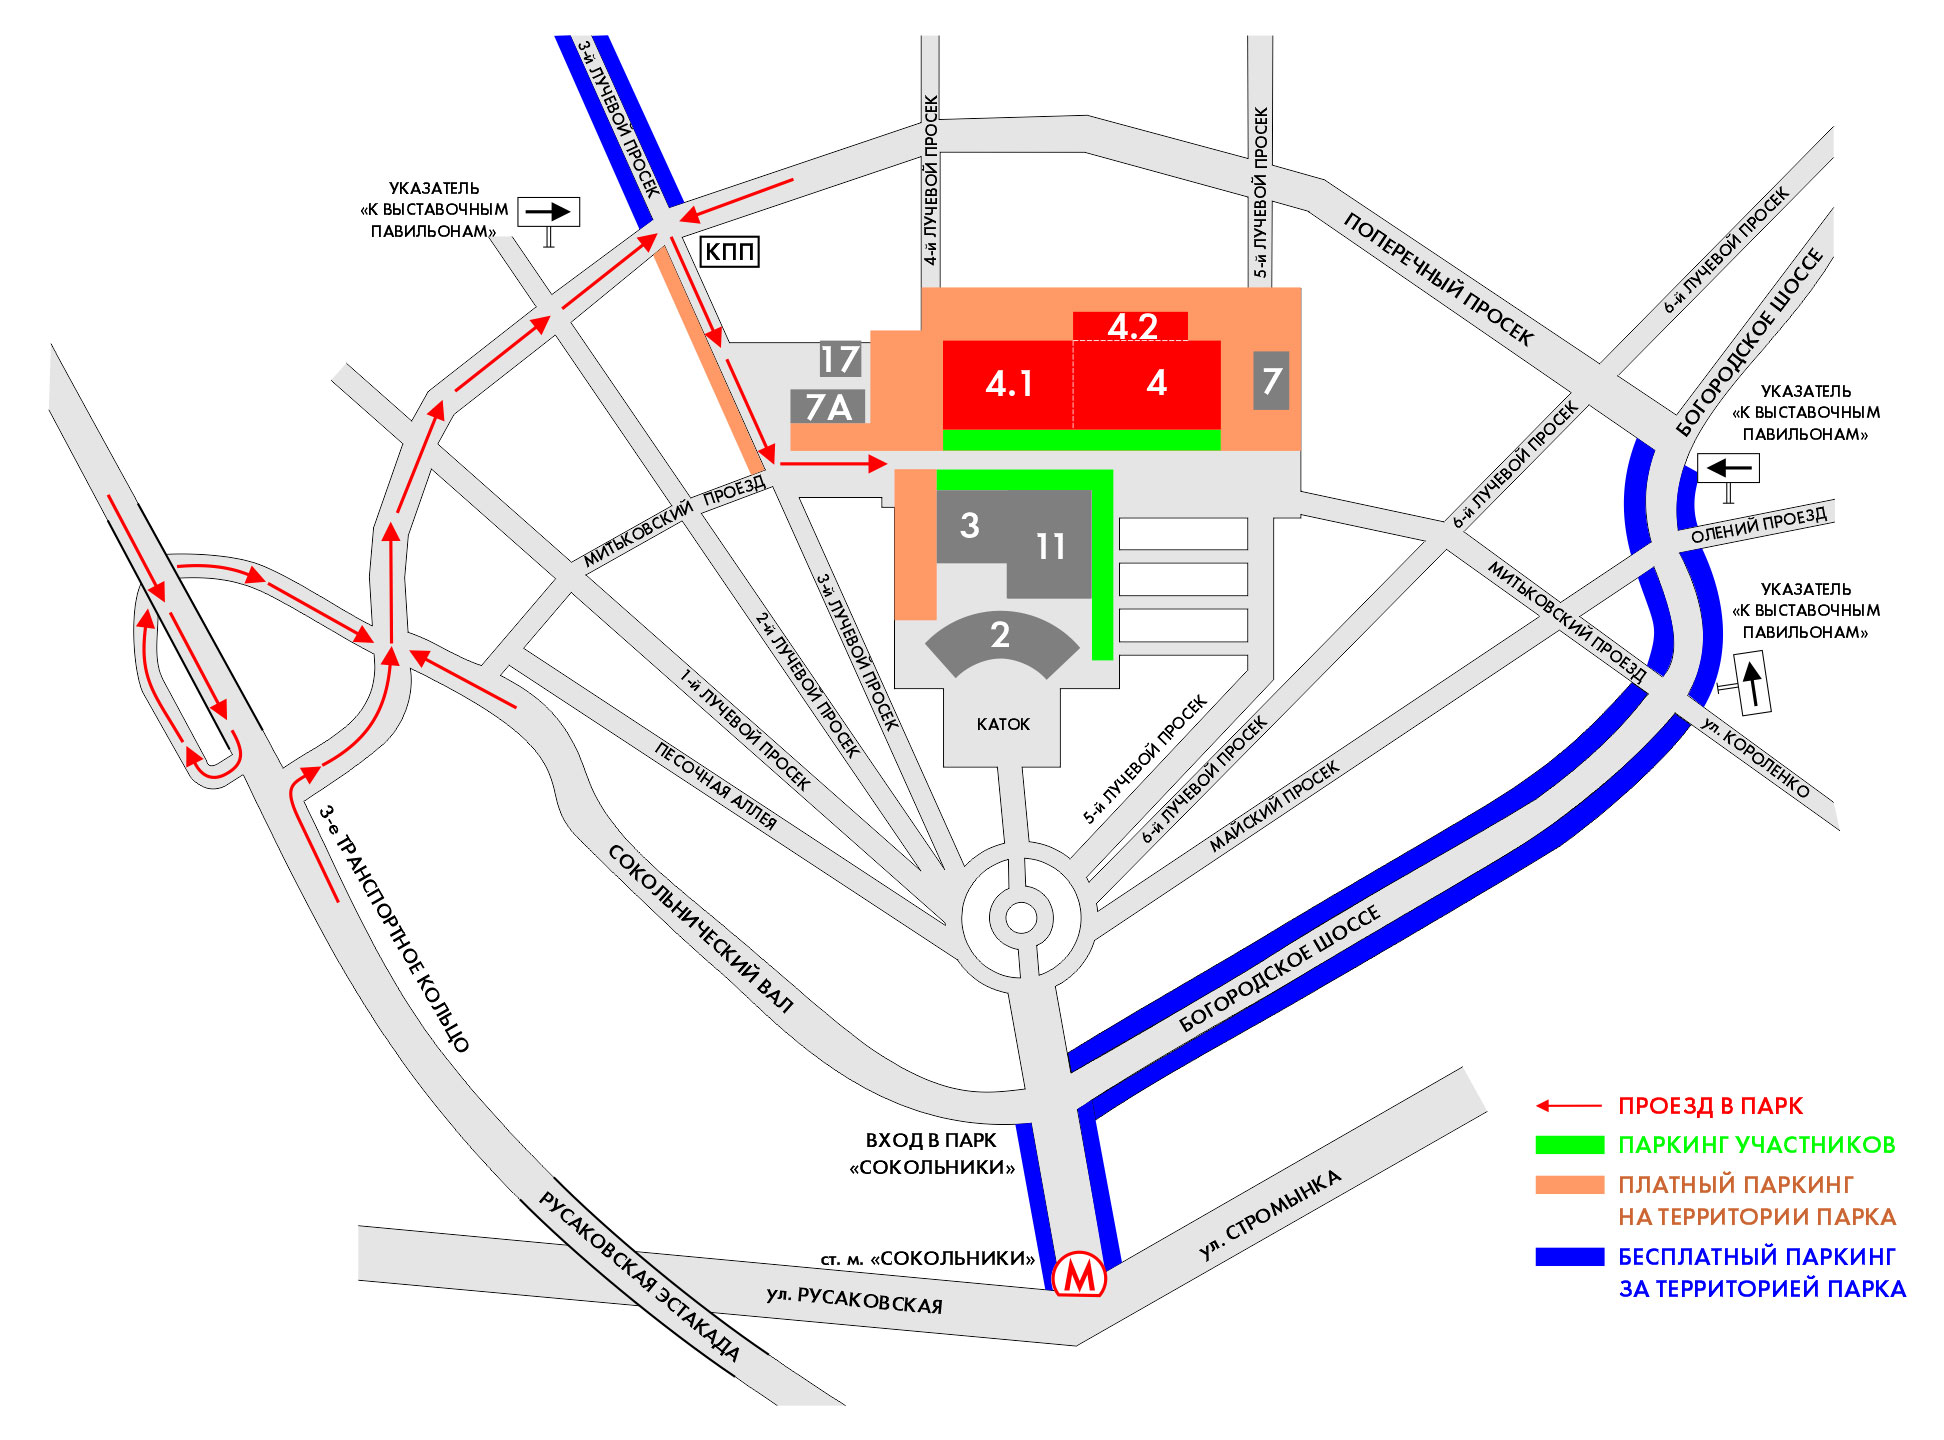 3-й ЛУЧЕВОЙ ПРОСЕК
4-й ЛУЧЕВОЙ ПРОСЕК
5-й ЛУЧЕВОЙ ПРОСЕК
УКАЗАТЕЛЬ
«К ВЫСТАВОЧНЫМ
ПАВИЛЬОНАМ»
КПП
ПОПЕРЕЧНЫЙ ПРОСЕК
6-й ЛУЧЕВОЙ ПРОСЕК
БОГОРОДСКОЕ ШОССЕ
4.2
17
4.1
4
7
7А
УКАЗАТЕЛЬ
«К ВЫСТАВОЧНЫМ
ПАВИЛЬОНАМ»
6-й ЛУЧЕВОЙ ПРОСЕК
МИТЬКОВСКИЙ ПРОЕЗД
3
11
ОЛЕНИЙ ПРОЕЗД
МИТЬКОВСКИЙ ПРОЕЗД
УКАЗАТЕЛЬ
«К ВЫСТАВОЧНЫМ
ПАВИЛЬОНАМ»
2
3-й ЛУЧЕВОЙ ПРОСЕК
2-й ЛУЧЕВОЙ ПРОСЕК
1-й ЛУЧЕВОЙ ПРОСЕК
ПЕСОЧНАЯ АЛЛЕЯ
КАТОК
5-й ЛУЧЕВОЙ ПРОСЕК
6-й ЛУЧЕВОЙ ПРОСЕК
МАЙСКИЙ ПРОСЕК
ул. КОРОЛЕНКО
3-е ТРАНСПОРТНОЕ КОЛЬЦО
СОКОЛЬНИЧЕСКИЙ ВАЛ
БОГОРОДСКОЕ ШОССЕ
ВХОД В ПАРК
«СОКОЛЬНИКИ»
РУСАКОВСКАЯ ЭСТАКАДА
ст. м. «СОКОЛЬНИКИ»
М
ул. РУСАКОВСКАЯ
ул. СТРОМЫНКА
ПРОЕЗД В ПАРК
ПАРКИНГ УЧАСТНИКОВ
ПЛАТНЫЙ ПАРКИНГ
НА ТЕРРИТОРИИ ПАРКА
БЕСПЛАТНЫЙ ПАРКИНГ
ЗА ТЕРРИТОРИЕЙ ПАРКА